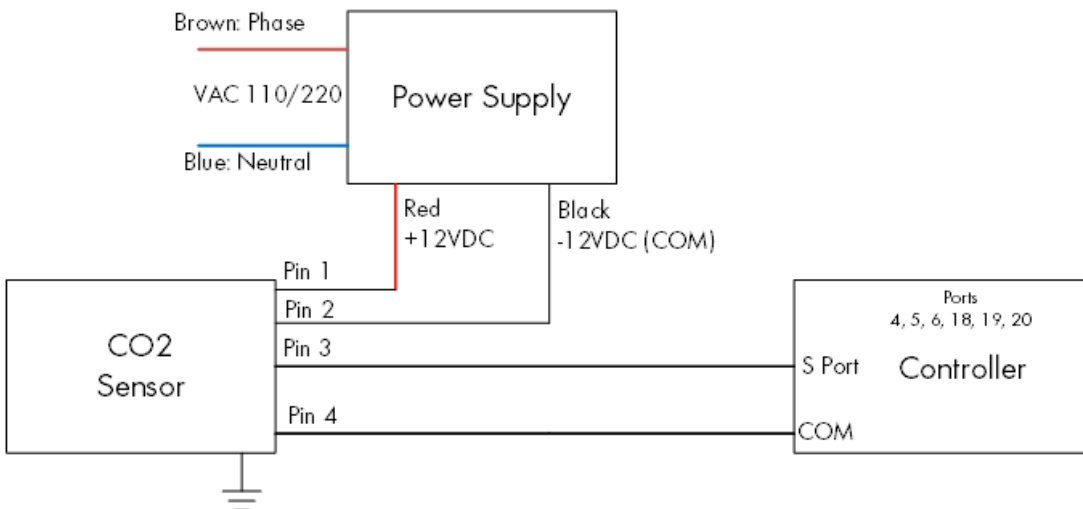 Brown: Phase
VAC 110/220
Blue: Neutral
Power Supply
Red
+12VDC
Black
-12VDC (COM)
Pin 1
Pin 2
Pin 3
Pin 4
CO2
Sensor
Ports
4, 5, 6, 18, 19, 20
S Port
Controller
COM